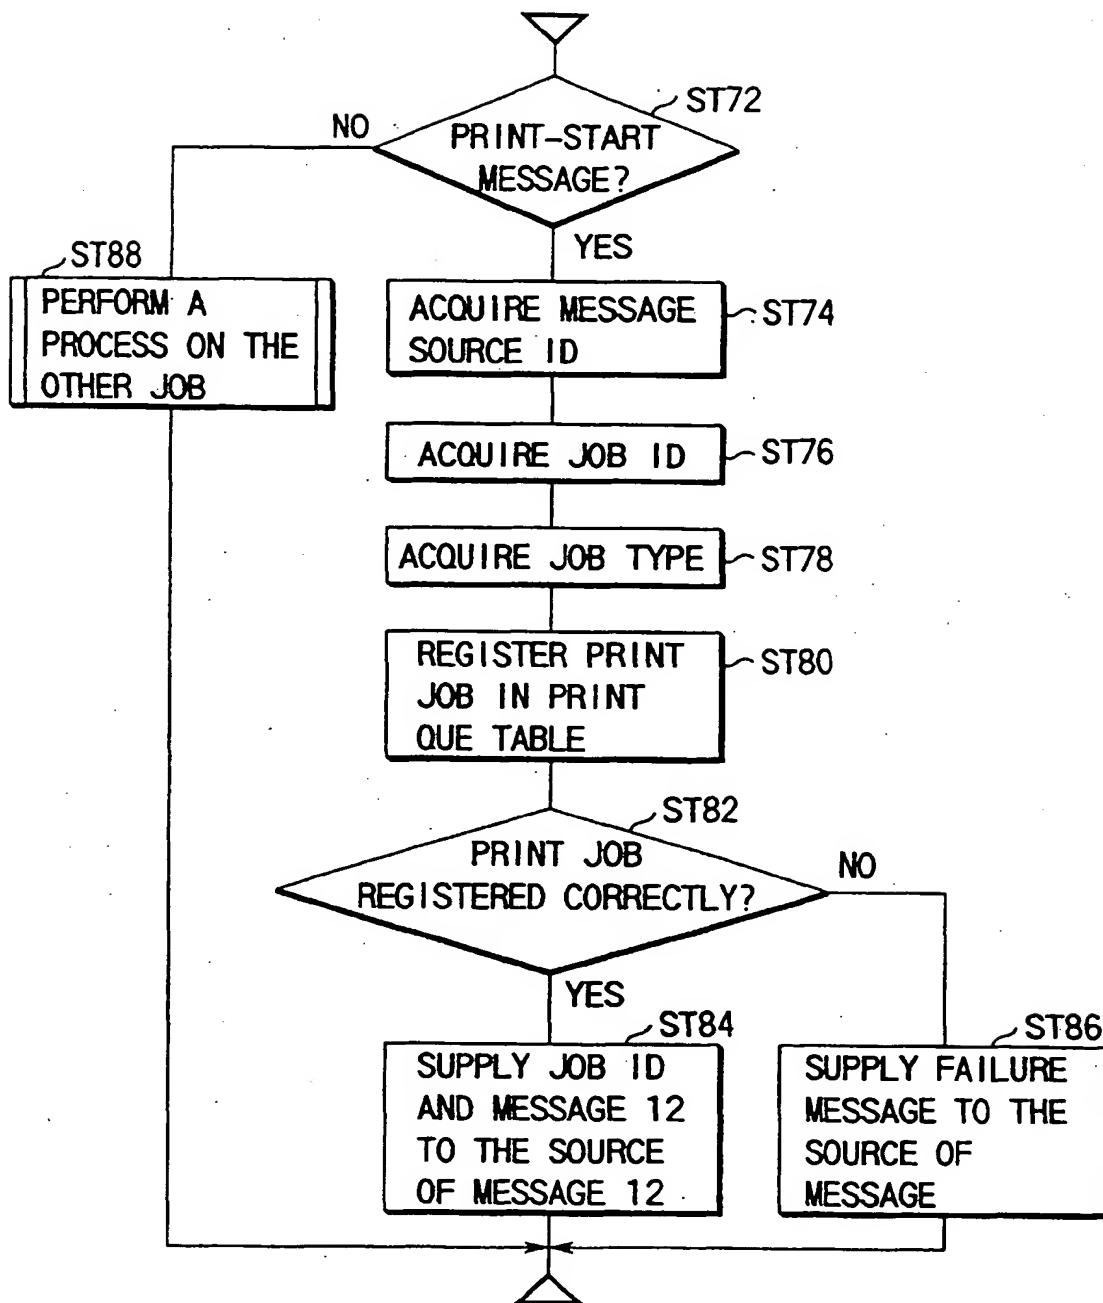 ST72
NO
PRINT-START
MESSAGE?
YES
ST88
PERFORM A
PROCESS ON THE
OTHER JOB
ACQUIRE MESSAGE
SOURCE ID
ST74
ACQUIRE JOB ID
ST76
ACQUIRE JOB TYPE
ST78
REGISTER PRINT
JOB IN PRINT
QUE TABLE
ST80
ST82
PRINT JOB
REGISTERED CORRECTLY?
NO
YES
ST84
SUPPLY JOB ID
AND MESSAGE 12
TO THE SOURCE
OF MESSAGE 12
ST86
SUPPLY FAILURE
MESSAGE TO THE
SOURCE OF
MESSAGE